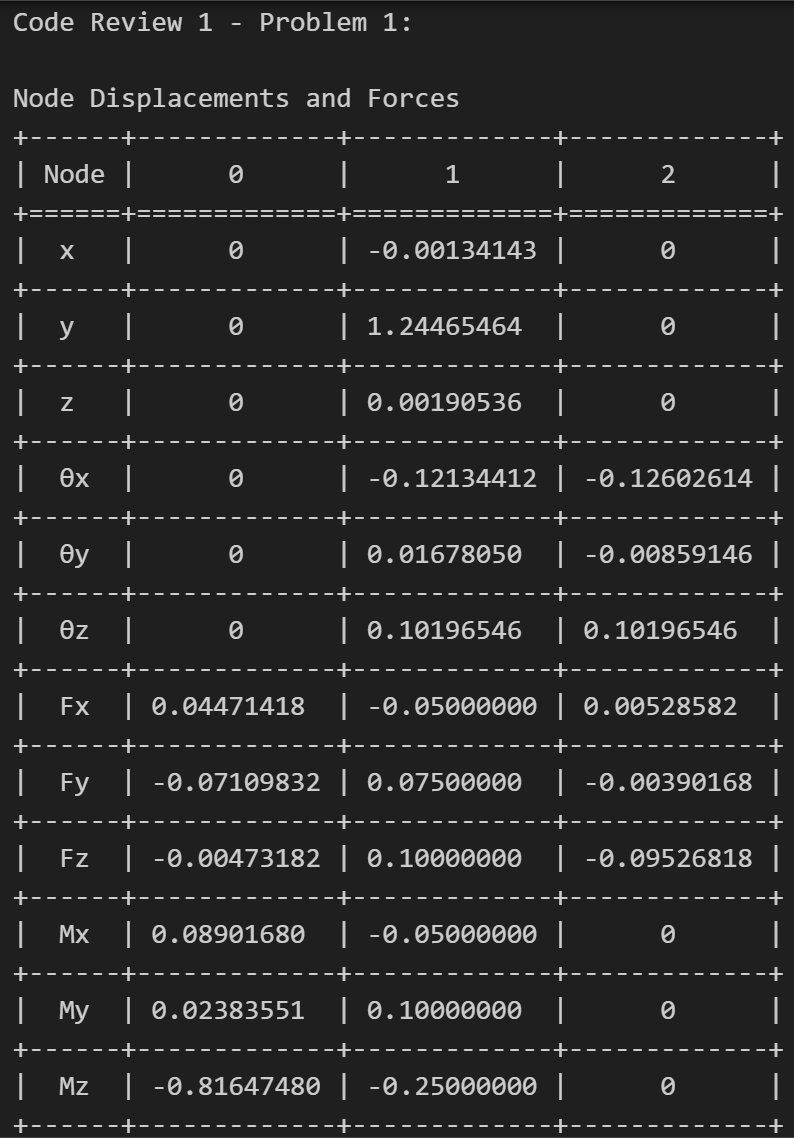 Code Review 1 - Problem 1:
Node Displacements and Forces
+------+-------------+-------------+-------------+
| Node |      0      |      1      |      2      |
+======+=============+=============+=============+
|  x   |      0      | -0.00134143 |      0      |
+------+-------------+-------------+-------------+
|  y   |      0      | 1.24465464  |      0      |
+------+-------------+-------------+-------------+
|  z   |      0      | 0.00190536  |      0      |
+------+-------------+-------------+-------------+
|  θx  |      0      | -0.12134412 | -0.12602614 |
+------+-------------+-------------+-------------+
|  θy  |      0      | 0.01678050  | -0.00859146 |
+------+-------------+-------------+-------------+
|  θz  |      0      | 0.10196546  | 0.10196546  |
+------+-------------+-------------+-------------+
|  Fx  | 0.04471418  | -0.05000000 | 0.00528582  |
+------+-------------+-------------+-------------+
|  Fy  | -0.07109832 | 0.07500000  | -0.00390168 |
+------+-------------+-------------+-------------+
|  Fz  | -0.00473182 | 0.10000000  | -0.09526818 |
+------+-------------+-------------+-------------+
|  Mx  | 0.08901680  | -0.05000000 |      0      |
+------+-------------+-------------+-------------+
|  My  | 0.02383551  | 0.10000000  |      0      |
+------+-------------+-------------+-------------+
|  Mz  | -0.81647480 | -0.25000000 |      0      |
+------+-------------+-------------+-------------+